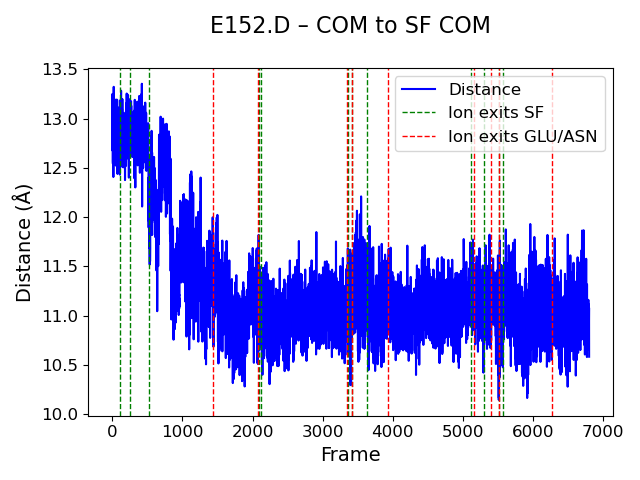 E152.D – COM to SF COM
Distance (Å)
13.5
13.0
12.5
12.0
11.5
11.0
10.5
10.0
Distance
Ion exits SF
Ion exits GLU/ASN
0 1000 2000 3000 4000 5000 6000 7000
Frame